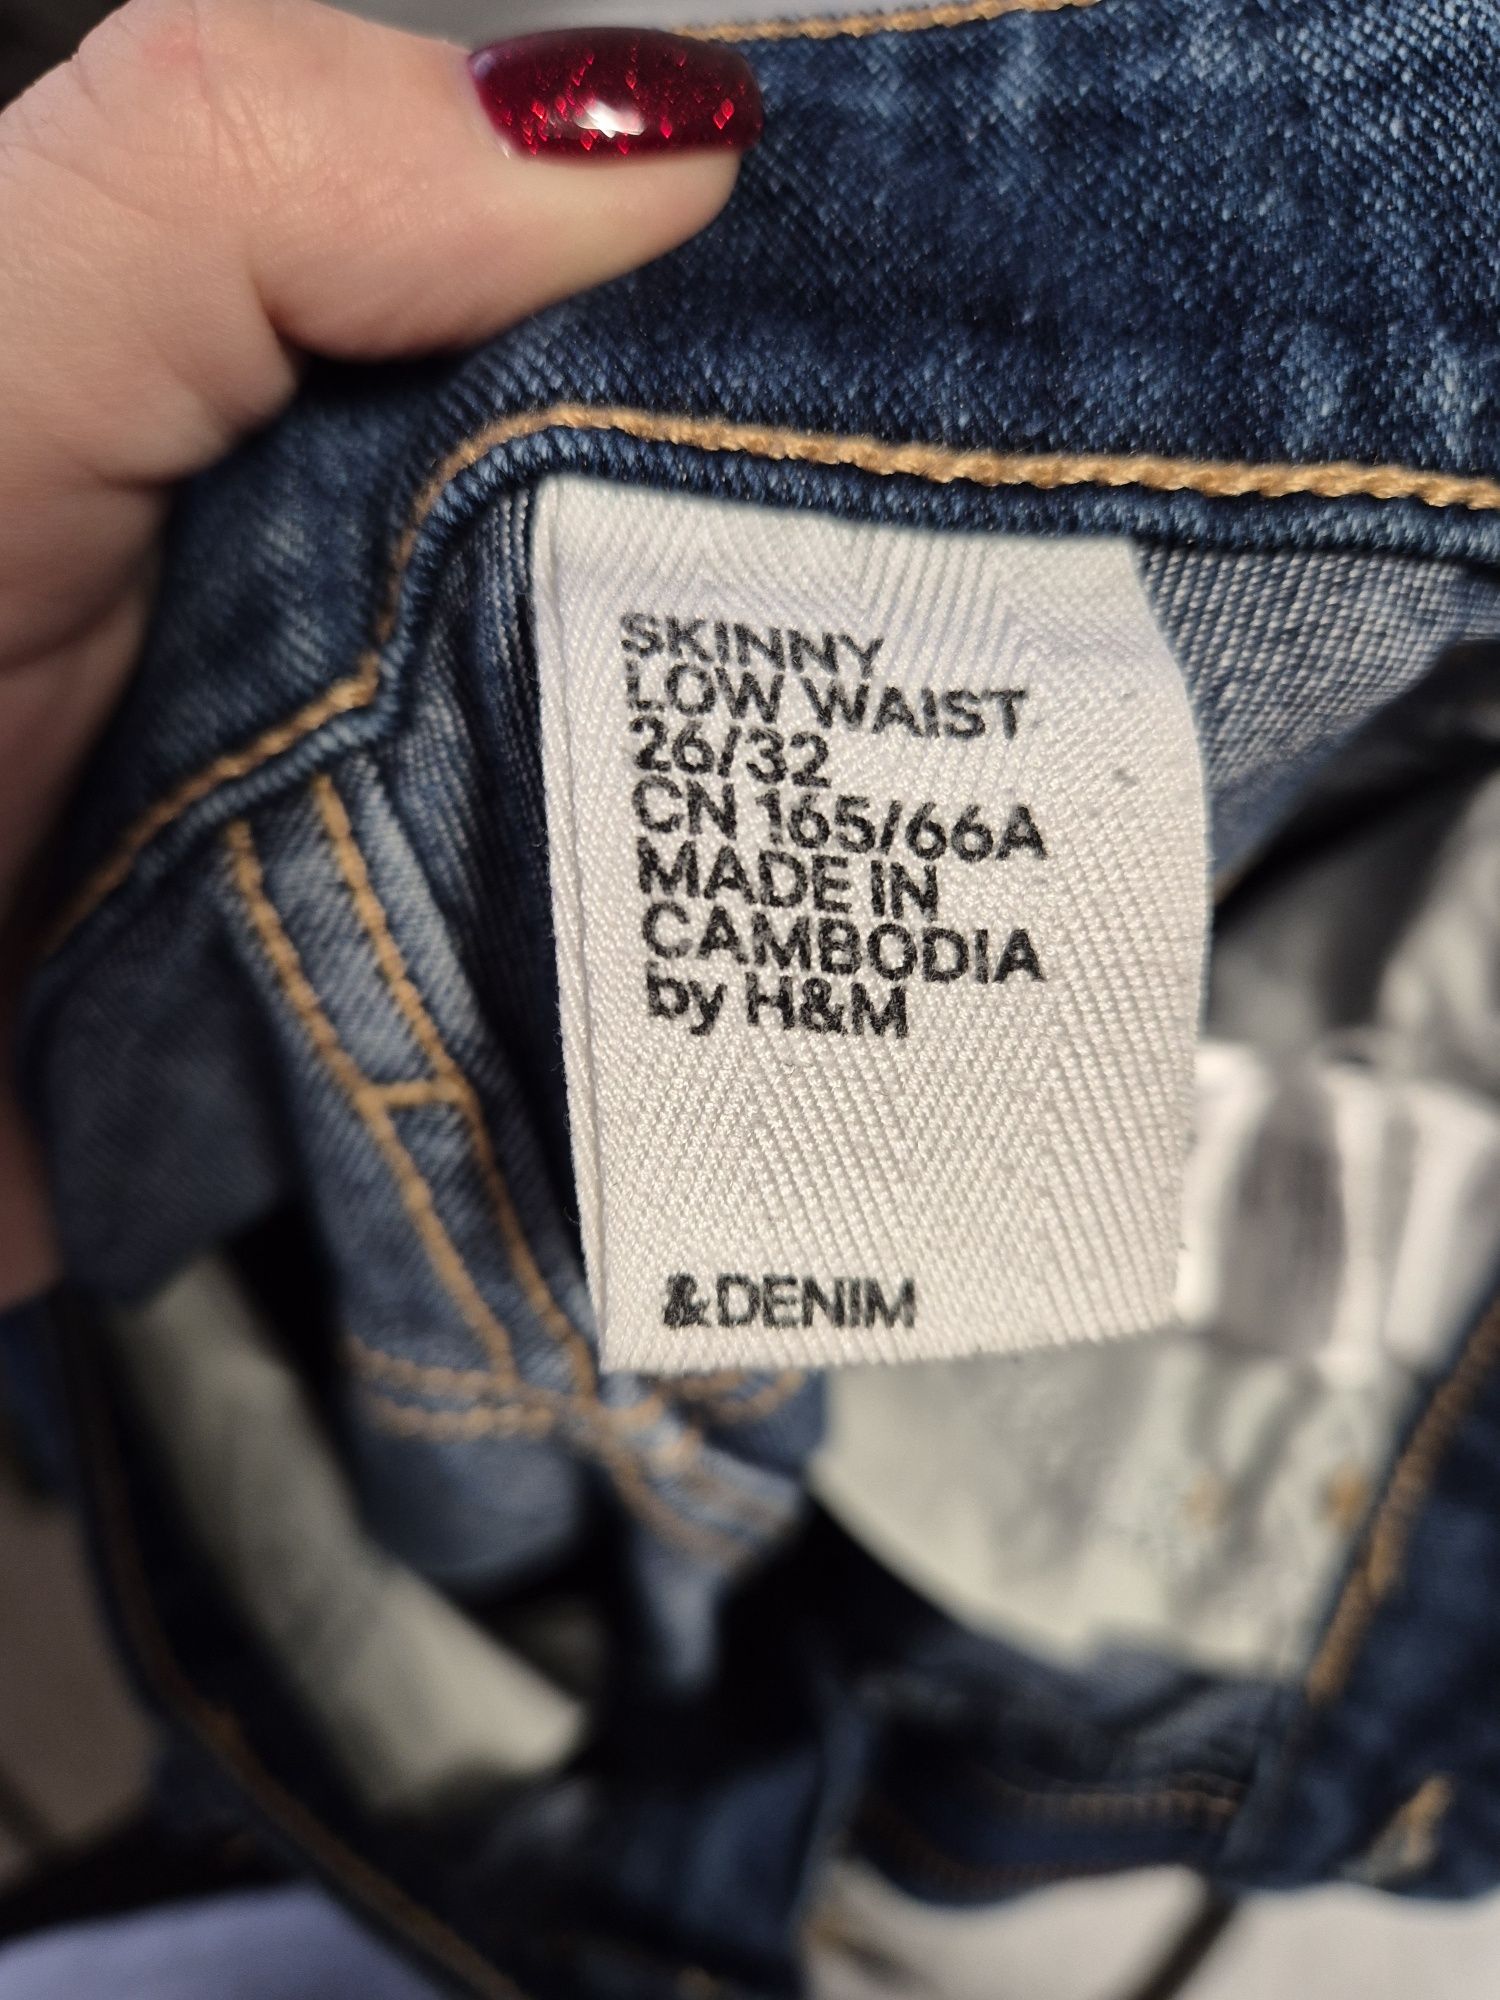 SKINNY
LOW WAIST
26/32
CN 165/66A
MADE IN
CAMBODIA
by H&M
&DENIM